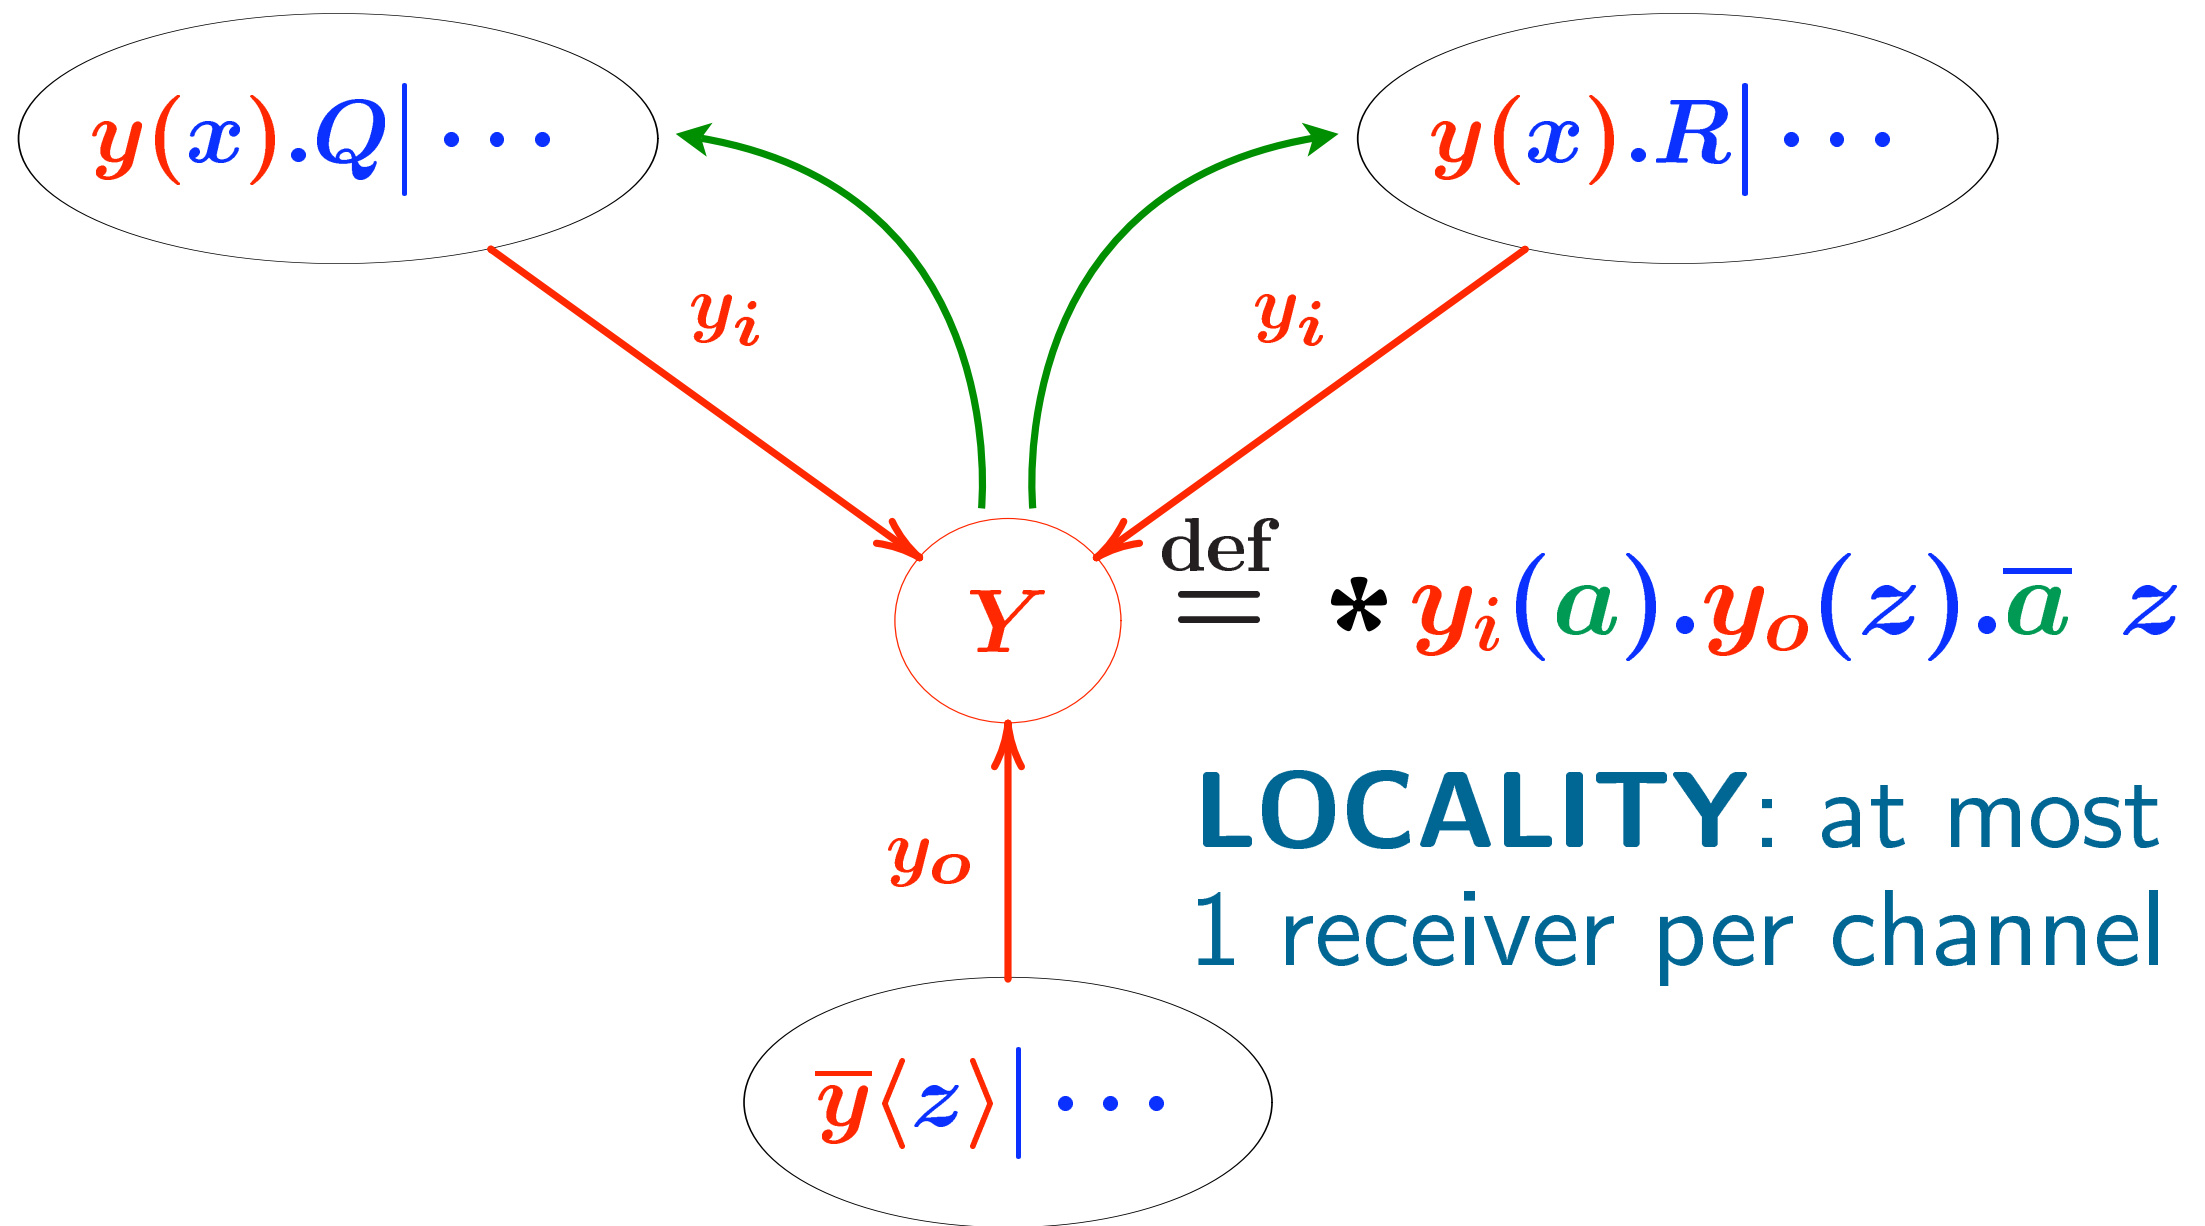 y(x).Q| ···
y(x).R| ···
yᵢ
yᵢ
Y
def
= * yᵢ(a).yₒ(z).a̅ z
LOCALITY: at most
1 receiver per channel
yₒ
y̅⟨z⟩| ···